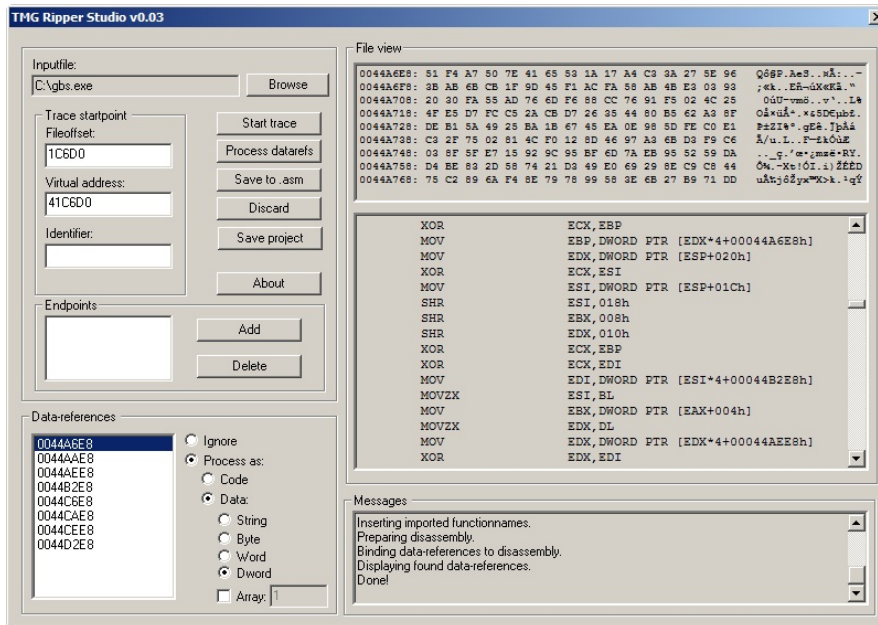 TMG Ripper Studio v0.03
Inputfile:
C:\gbs.exe
Browse
Trace startpoint
Fileoffset:
1C6D0
Virtual address:
41C6D0
Identifier:
Start trace
Process datarefs
Save to .asm
Discard
Save project
About
Endpoints
Add
Delete
Data-references
0044A6E8
0044AAE8
0044AEE8
0044B2E8
0044C6E8
0044CAE8
0044CEE8
0044D2E8
Ignore
Process as:
Code
Data:
String
Byte
Word
Dword
Array: 1
File view
0044A6E8: 51 F4 A7 50 7E 41 65 53 1A 17 A4 C3 3A 27 5E 96
0044A6F8: 3B AB 6B CB 1F 9D 45 F1 AC FA 58 AB 4B E3 03 93
0044A708: 20 30 FA 55 AD 76 6D F6 88 CC 76 91 F5 02 4C 25
0044A718: 4F E5 D7 FC C5 2A CB D7 26 35 44 80 B5 62 A3 8F
0044A728: DE B1 5A 49 25 BA 1B 67 45 EA 0E 98 5D FE C0 E1
0044A738: C3 2F 75 02 81 4C F0 12 8D 46 97 A3 6B D3 F9 C6
0044A748: 03 8F 5F E7 15 92 9C 95 BF 6D 7A EB 95 52 59 DA
0044A758: D4 BE 83 2D 58 74 21 D3 49 E0 69 29 8E C9 C8 44
0044A768: 75 C2 89 6A F4 8E 79 78 99 58 3E 6B 27 B9 71 DD
XOR ECX,EBP
MOV EBP,DWORD PTR [EDX*4+00044A6E8h]
MOV EDX,DWORD PTR [ESP+020h]
XOR ECX,ESI
MOV ESI,DWORD PTR [ESP+01Ch]
SHR ESI,018h
SHR EBX,008h
SHR EDX,010h
XOR ECX,EBP
XOR ECX,EDI
MOV EDI,DWORD PTR [ESI*4+00044B2E8h]
MOVZX ESI,BL
MOV EBX,DWORD PTR [EAX+004h]
MOVZX EDX,DL
MOV EDX,DWORD PTR [EDX*4+00044AEE8h]
XOR EDX,EDI
Messages
Inserting imported functionnames.
Preparing disassembly.
Binding data-references to disassembly.
Displaying found data-references.
Done!